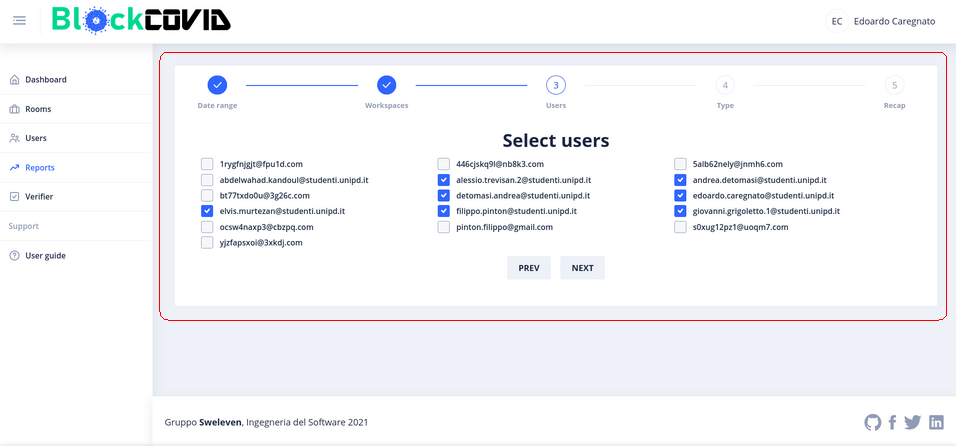 BlockCOVID
EC Edoardo Caregnato
Dashboard
Rooms
Users
Reports
Verifier
Support
User guide
3 4 5
Date range Workspaces Users Type Recap
Select users
1rygfnjgjt@fpu1d.com 446cjskq9l@nb8k3.com 5alb62nely@jnmh6.com
abdelwahad.kandoul@studenti.unipd.it alessio.trevisan.2@studenti.unipd.it andrea.detomasi@studenti.unipd.it
bt77txdo0u@3g26c.com detomasi.andrea@studenti.unipd.it edoardo.caregnato@studenti.unipd.it
elvis.murtezan@studenti.unipd.it filippo.pinton@studenti.unipd.it giovanni.grigoletto.1@studenti.unipd.it
ocsw4naxp3@cbzpq.com pinton.filippo@gmail.com s0xug12pz1@uoqm7.com
yjzfapsxoi@3xkdj.com
PREV NEXT
Gruppo Sweleven, Ingegneria del Software 2021